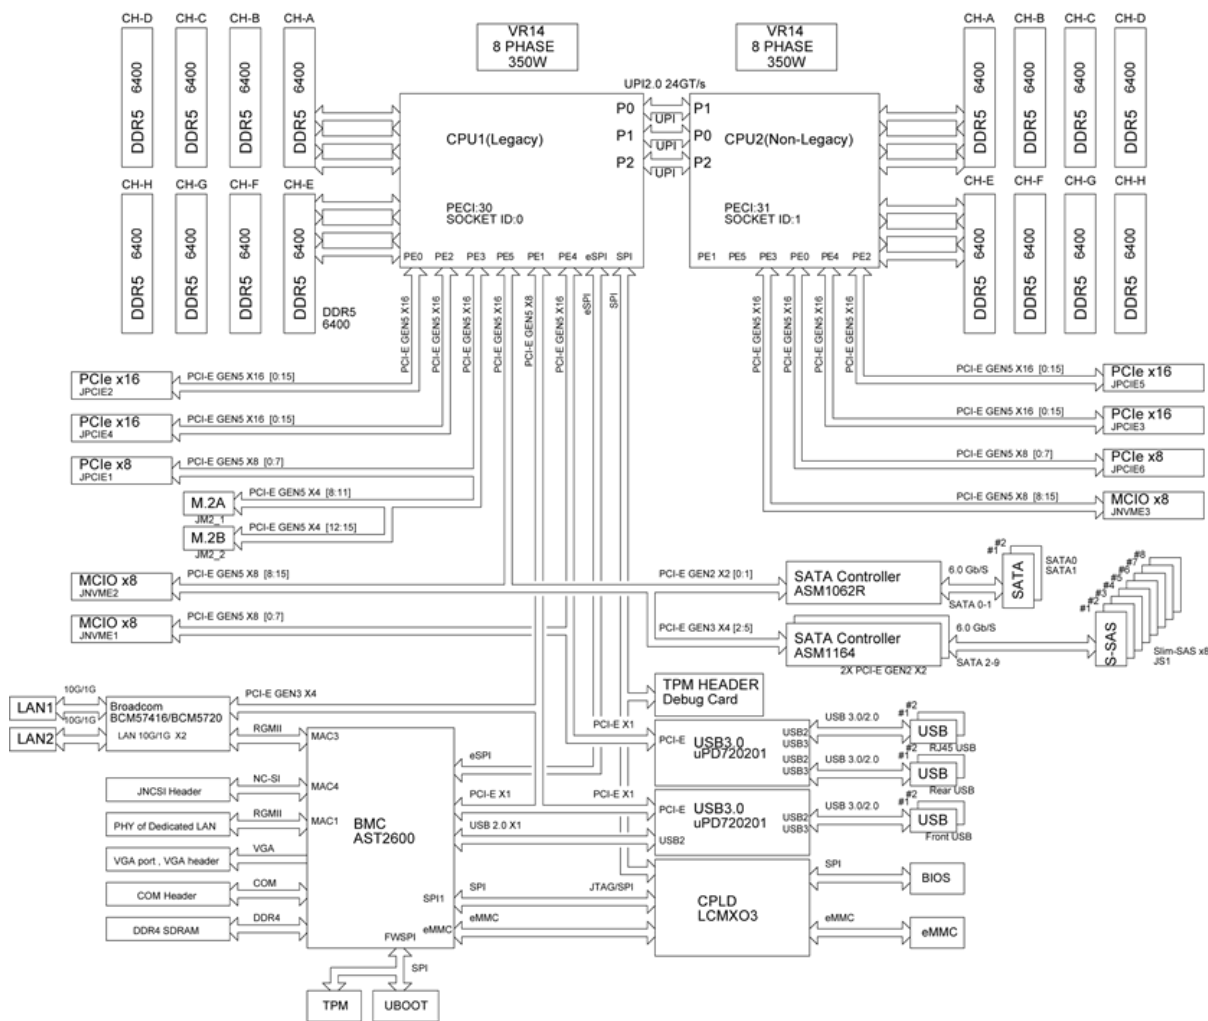 CH-D CH-C CH-B CH-A
DDR5 6400
DDR5 6400
DDR5 6400
DDR5 6400
CH-H CH-G CH-F CH-E
DDR5 6400
DDR5 6400
DDR5 6400
DDR5 6400
DDR5
6400
VR14
8 PHASE
350W
VR14
8 PHASE
350W
CH-A CH-B CH-C CH-D
DDR5 6400
DDR5 6400
DDR5 6400
DDR5 6400
CH-E CH-F CH-G CH-H
DDR5 6400
DDR5 6400
DDR5 6400
DDR5 6400
UPI2.0 24GT/s
P0 P1
UPI
P1 P0
UPI
P2 P2
UPI
CPU1(Legacy)
PECI:30
SOCKET ID:0
PE0 PE2 PE3 PE5 PE1 PE4 eSPI SPI
CPU2(Non-Legacy)
PECI:31
SOCKET ID:1
PE1 PE5 PE3 PE0 PE4 PE2
PCI-E GEN5 X16
PCI-E GEN5 X16
PCI-E GEN5 X16
PCI-E GEN5 X16
PCI-E GEN5 X8
PCI-E GEN5 X16
eSPI
SPI
PCI-E GEN5 X16
PCI-E GEN5 X16
PCI-E GEN5 X16
PCI-E GEN5 X16
PCIe x16
JPCIE2
PCI-E GEN5 X16 [0:15]
PCIe x16
JPCIE4
PCI-E GEN5 X16 [0:15]
PCIe x8
JPCIE1
PCI-E GEN5 X8 [0:7]
M.2A
JM2_1
PCI-E GEN5 X4 [8:11]
M.2B
JM2_2
PCI-E GEN5 X4 [12:15]
MCIO x8
JNVME2
PCI-E GEN5 X8 [8:15]
MCIO x8
JNVME1
PCI-E GEN5 X8 [0:7]
PCI-E GEN5 X16 [0:15]
PCIe x16
JPCIE5
PCI-E GEN5 X16 [0:15]
PCIe x16
JPCIE3
PCI-E GEN5 X8 [0:7]
PCIe x8
JPCIE6
PCI-E GEN5 X8 [8:15]
MCIO x8
JNVME3
PCI-E GEN2 X2 [0:1]
SATA Controller
ASM1062R
6.0 Gb/S
SATA 0-1
#1
#2
SATA
SATA0
SATA1
PCI-E GEN3 X4 [2:5]
SATA Controller
ASM1164
2X PCI-E GEN2 X2
6.0 Gb/S
SATA 2-9
#1
#2
#3
#4
#5
#6
#7
#8
S-SAS
Slim-SAS x8
JS1
LAN1
10G/1G
LAN2
10G/1G
Broadcom
BCM57416/BCM5720
LAN 10G/1G X2
PCI-E GEN3 X4
RGMII
MAC3
JNCSI Header
NC-SI
MAC4
PHY of Dedicated LAN
RGMII
MAC1
VGA port , VGA header
VGA
COM Header
COM
DDR4 SDRAM
DDR4
BMC
AST2600
SPI1
eMMC
FWSPI
SPI
TPM
UBOOT
eSPI
PCI-E X1
USB 2.0 X1
SPI
JTAG/SPI
eMMC
TPM HEADER
Debug Card
PCI-E X1
PCI-E
USB3.0
uPD720201
USB2
USB3
USB2
USB3
USB 3.0/2.0
#1
#2
USB
RJ45 USB
USB 3.0/2.0
#1
#2
USB
Rear USB
PCI-E X1
PCI-E
USB3.0
uPD720201
USB2
USB2
USB3
USB 3.0/2.0
#1
#2
USB
Front USB
CPLD
LCMXO3
SPI
BIOS
eMMC
eMMC